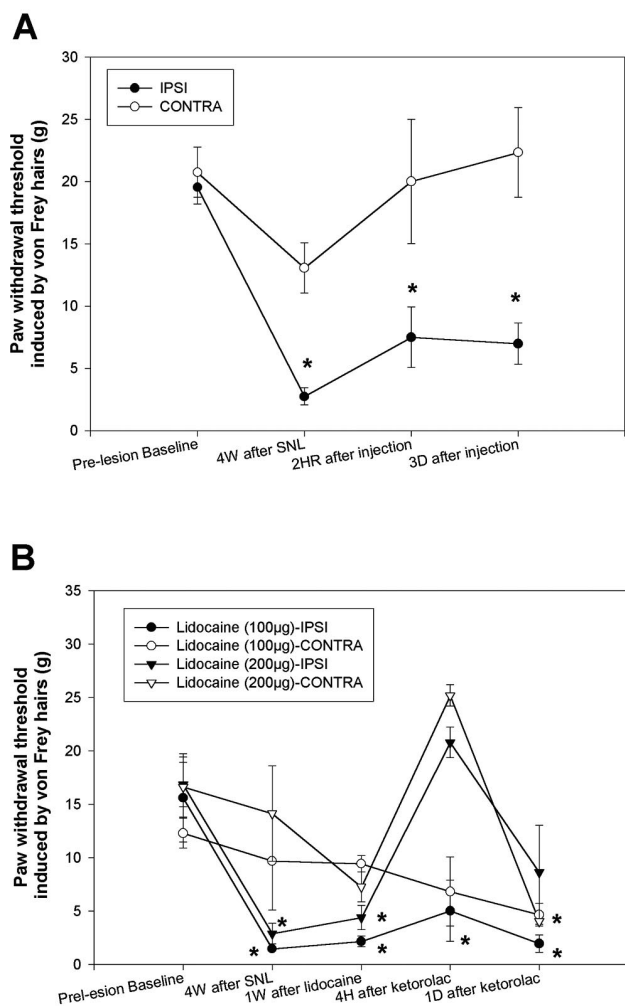 A
Paw withdrawal threshold
induced by von Frey hairs (g)
30
25
20
15
10
5
0
IPSI
CONTRA
*
*
*
Pre-lesion Baseline
4W after SNL
2HR after injection
3D after injection
B
Paw withdrawal threshold
induced by von Frey hairs (g)
35
30
25
20
15
10
5
0
Lidocaine (100µg)-IPSI
Lidocaine (100µg)-CONTRA
Lidocaine (200µg)-IPSI
Lidocaine (200µg)-CONTRA
*
*
*
*
*
*
*
Prel-esion Baseline
4W after SNL
1W after lidocaine
4H after ketorolac
1D after ketorolac